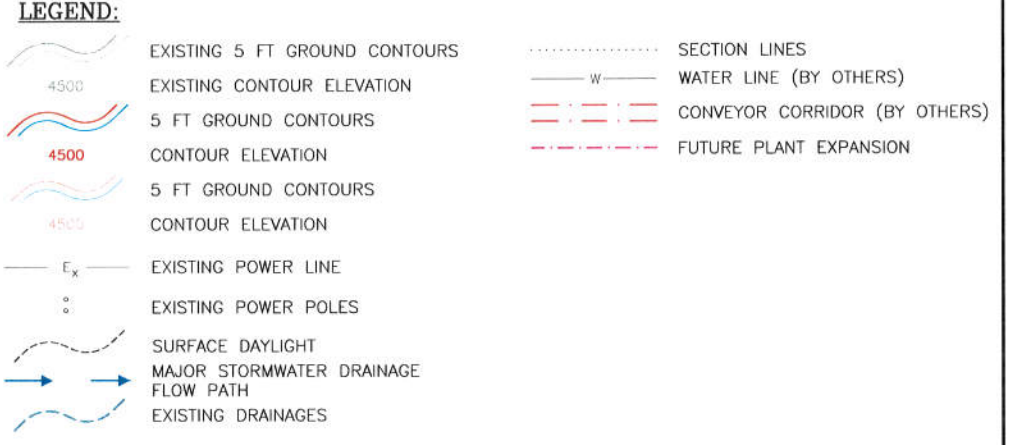 LEGEND:
EXISTING 5 FT GROUND CONTOURS
4500 EXISTING CONTOUR ELEVATION
5 FT GROUND CONTOURS
4500 CONTOUR ELEVATION
5 FT GROUND CONTOURS
4500 CONTOUR ELEVATION
Ex EXISTING POWER LINE
EXISTING POWER POLES
SURFACE DAYLIGHT
MAJOR STORMWATER DRAINAGE
FLOW PATH
EXISTING DRAINAGES
SECTION LINES
W WATER LINE (BY OTHERS)
CONVEYOR CORRIDOR (BY OTHERS)
FUTURE PLANT EXPANSION